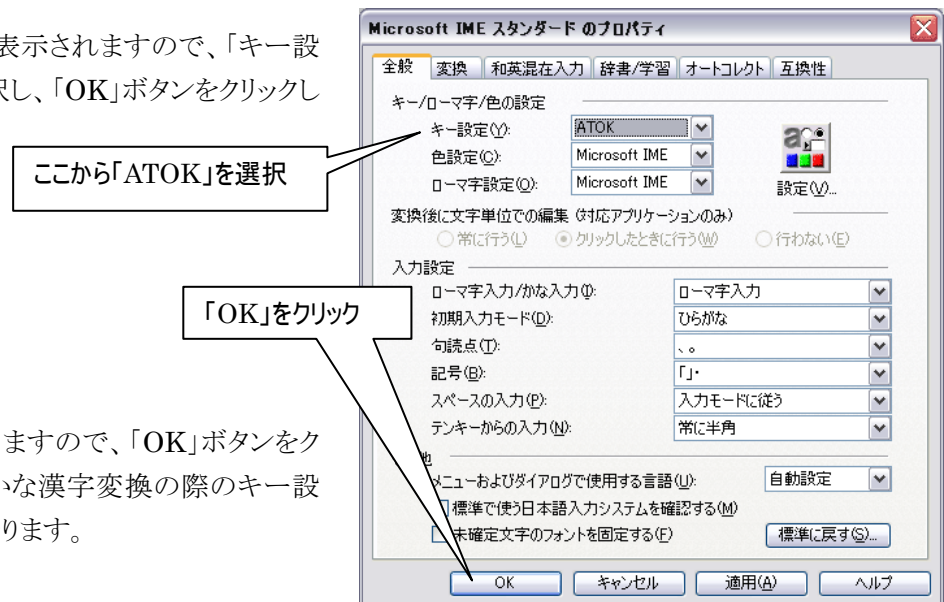 表示されますので、「キー設
択し、「OK」ボタンをクリックし
ここから「ATOK」を選択
「OK」をクリック
ますので、「OK」ボタンをク
かな漢字変換の際のキー設
ります。
Microsoft IME スタンダード のプロパティ
全般 変換 和英混在入力 辞書/学習 オートコレクト 互換性
キー/ローマ字/色の設定
キー設定(Y): ATOK
色設定(C): Microsoft IME
ローマ字設定(O): Microsoft IME
設定(V)...
変換後に文字単位での編集 (対応アプリケーションのみ)
常に行う(L) クリックしたときに行う(W) 行わない(E)
入力設定
ローマ字入力/かな入力(I): ローマ字入力
初期入力モード(D): ひらがな
句読点(T): 、。
記号(B): 「」・
スペースの入力(P): 入力モードに従う
テンキーからの入力(N): 常に半角
他
メニューおよびダイアログで使用する言語(U): 自動設定
標準で使う日本語入力システムを確認する(M)
未確定文字のフォントを固定する(F) 標準に戻す(S)...
OK キャンセル 適用(A) ヘルプ